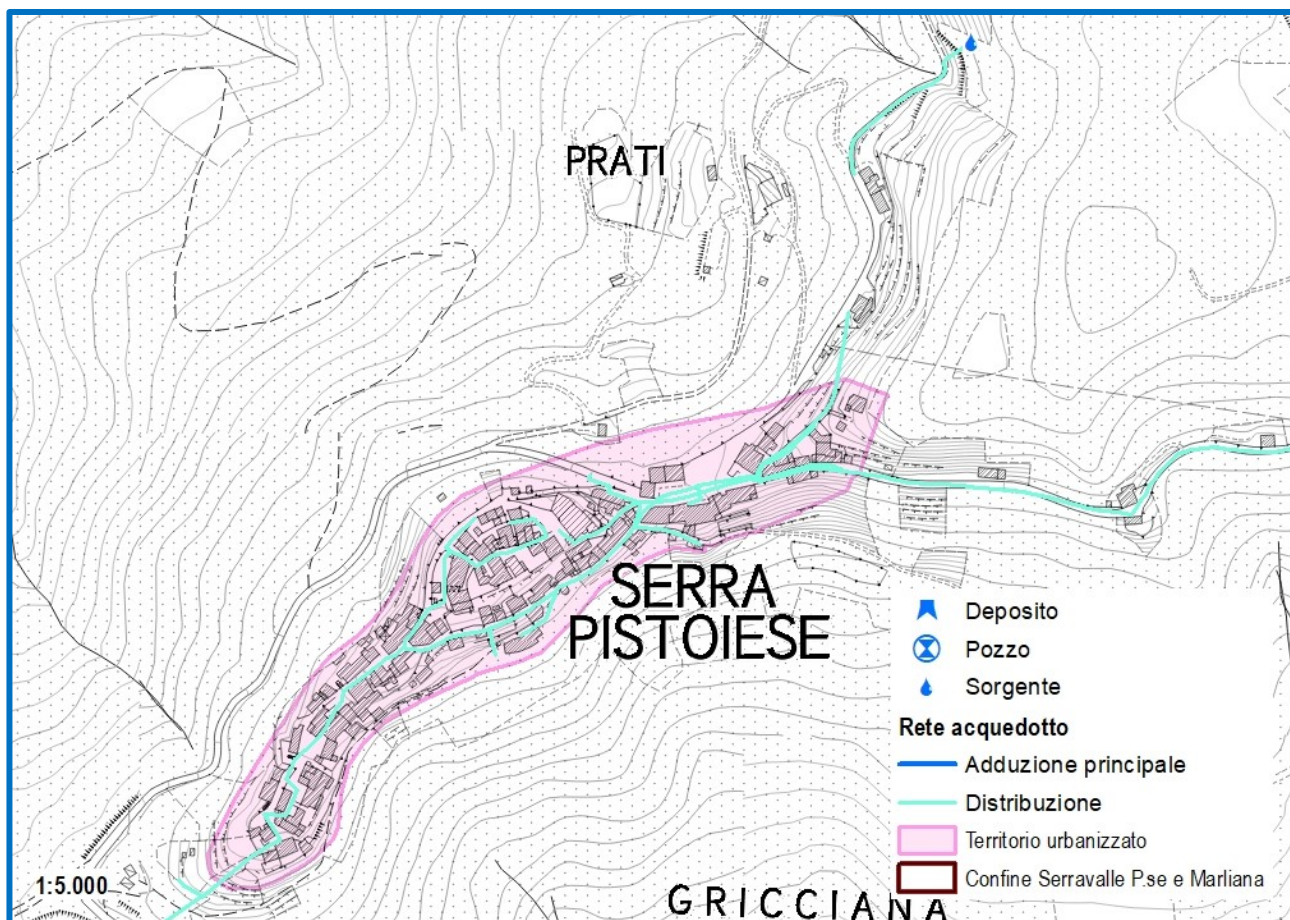 PRATI
SERRA
PISTOIESE
Deposito
Pozzo
Sorgente
Rete acquedotto
Adduzione principale
Distribuzione
Territorio urbanizzato
Confine Serravalle P.se e Marliana
1:5.000
GRICCIANA